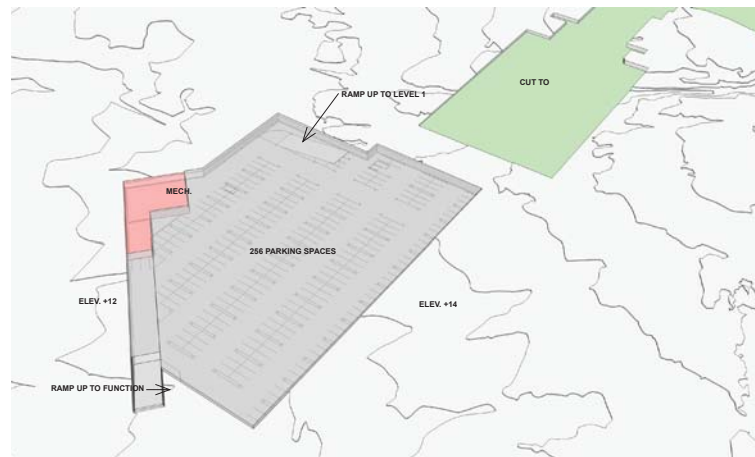 CUT TO
RAMP UP TO LEVEL 1
MECH.
256 PARKING SPACES
ELEV. +12
ELEV. +14
RAMP UP TO FUNCTION